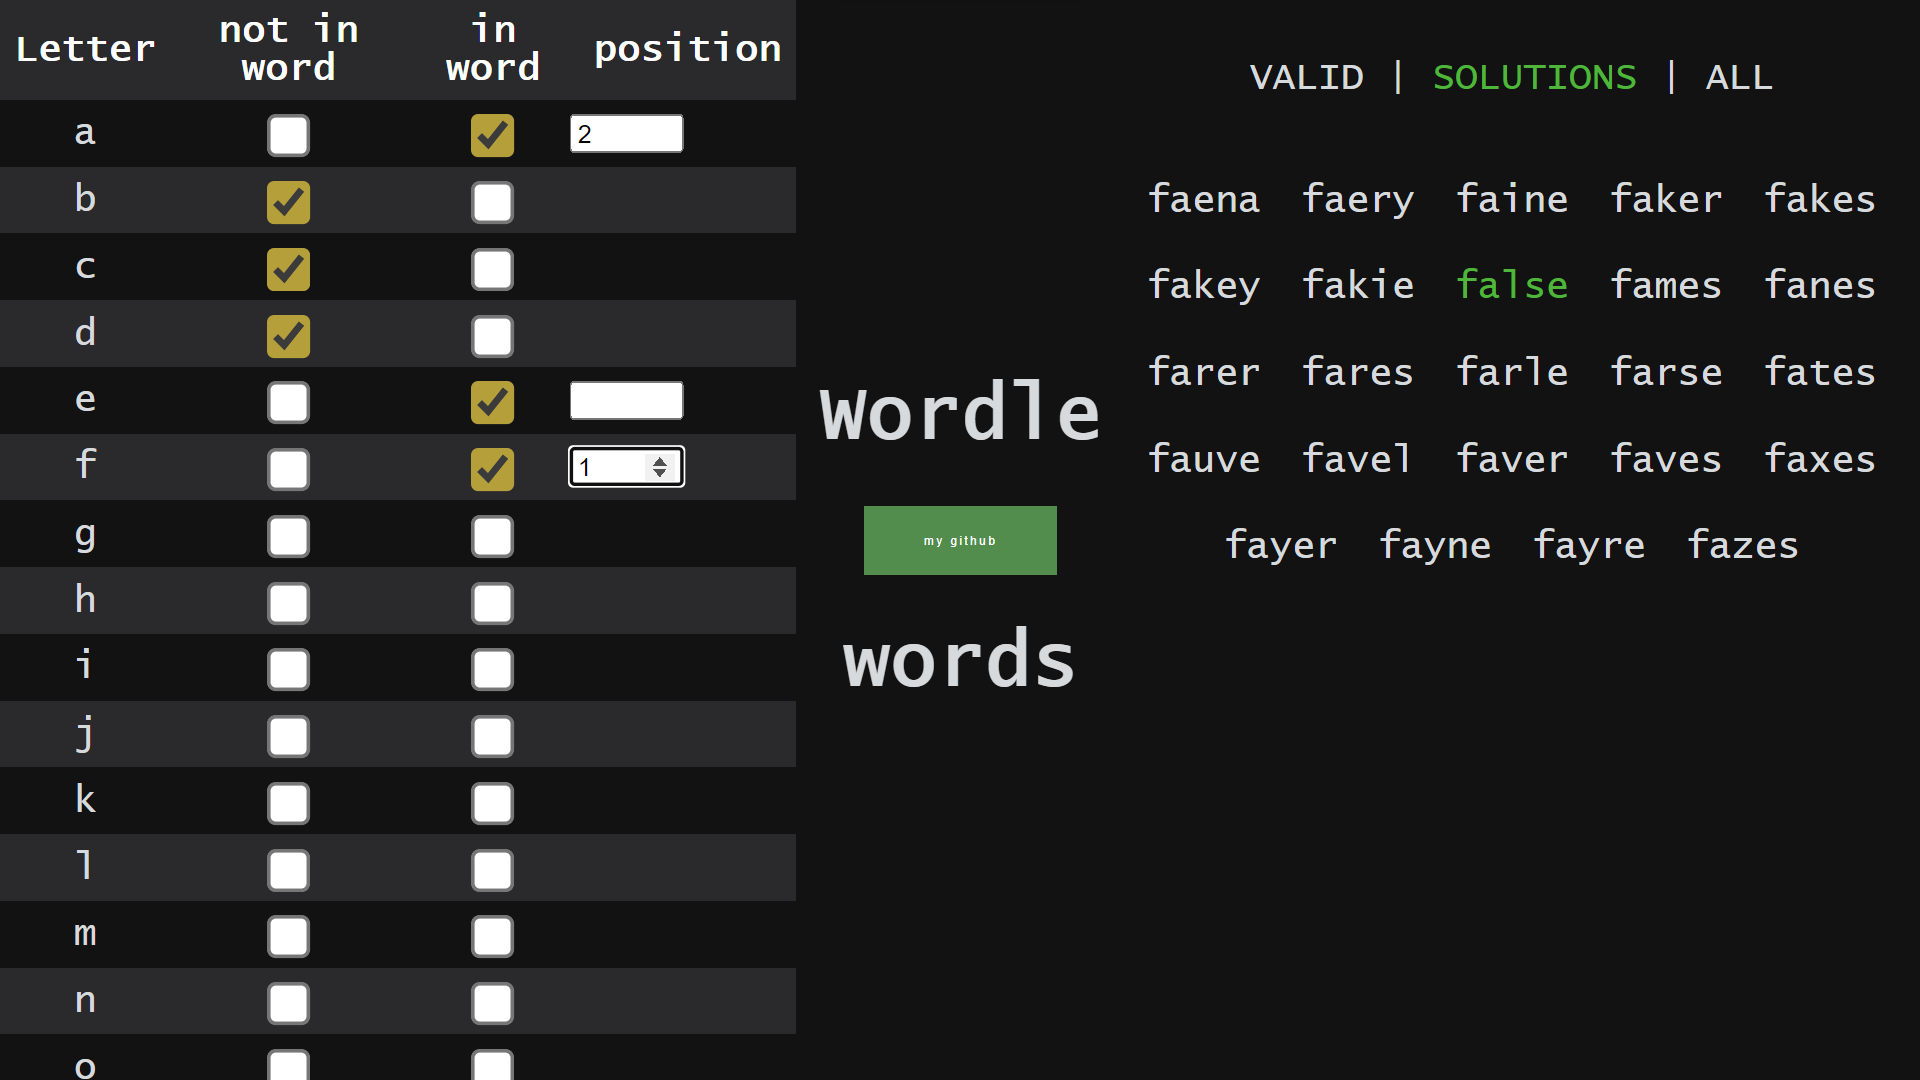 Letter not in word in word position
a 2
b
c
d
e
f 1
g
h
i
j
k
l
m
n
o
Wordle
my github
words
VALID | SOLUTIONS | ALL
faena faery faine faker fakes
fakey fakie false fames fanes
farer fares farle farse fates
fauve favel faver faves faxes
fayer fayne fayre fazes